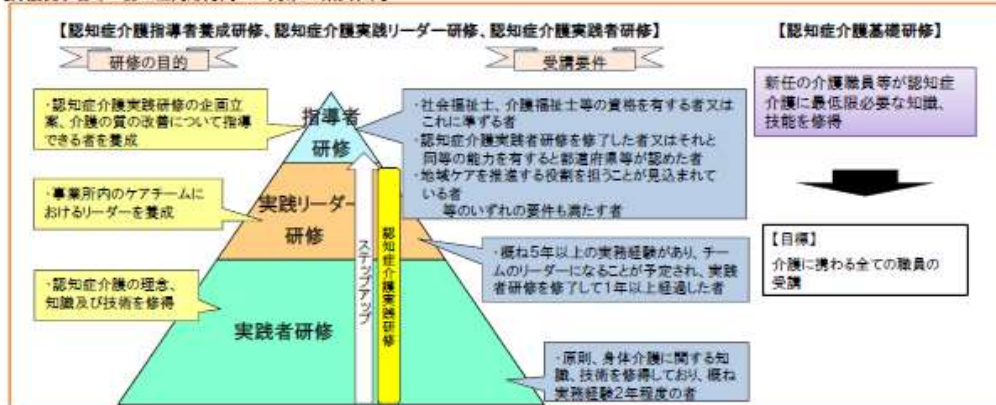 【認知症介護指導者養成研修、認知症介護実践リーダー研修、認知症介護実践者研修】
【認知症介護基礎研修】
研修の目的
受講要件
・認知症介護実践研修の企画立
案、介護の質の改善について指導
できる者を養成
指導者
研修
・社会福祉士、介護福祉士等の資格を有する者又は
これに準ずる者
・認知症介護実践者研修を修了した者又はそれと
同等の能力を有すると都道府県等が認めた者
・地域ケアを推進する役割を担うことが見込まれて
いる者
等のいずれの要件も満たす者
新任の介護職員等が認知症
介護に最低限必要な知識、
技能を修得
・事業所内のケアチームに
おけるリーダーを養成
実践リーダー
研修
・概ね5年以上の実務経験があり、チー
ムのリーダーになることが予定され、実践
者研修を修了して1年以上経過した者
【目標】
介護に携わる全ての職員の
受講
・認知症介護の理念、
知識及び技術を修得
実践者研修
ステップアップ
認知症介護実践研修
・原則、身体介護に関する知
識、技術を修得しており、概ね
実務経験2年程度の者